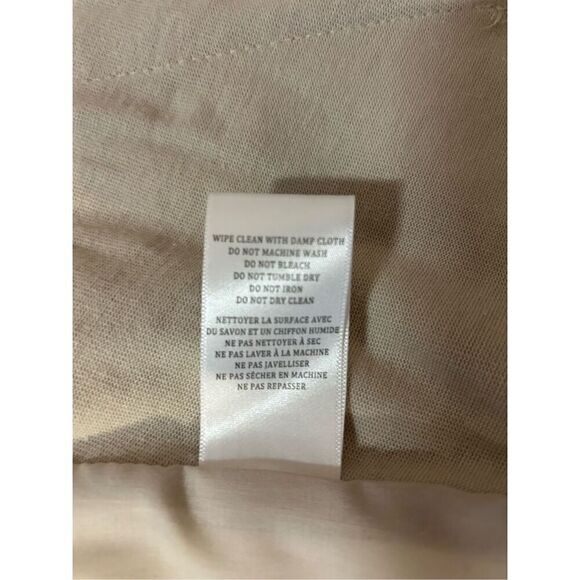 WIPE CLEAN WITH DAMP CLOTH
DO NOT MACHINE WASH
DO NOT BLEACH
DO NOT TUMBLE DRY
DO NOT IRON
DO NOT DRY CLEAN
NETTOYER LA SURFACE AVEC
DU SAVON ET UN CHIFFON HUMIDE
NE PAS NETTOYER À SEC
NE PAS LAVER À LA MACHINE
NE PAS JAVELLISER
NE PAS SÉCHER EN MACHINE
NE PAS REPASSER